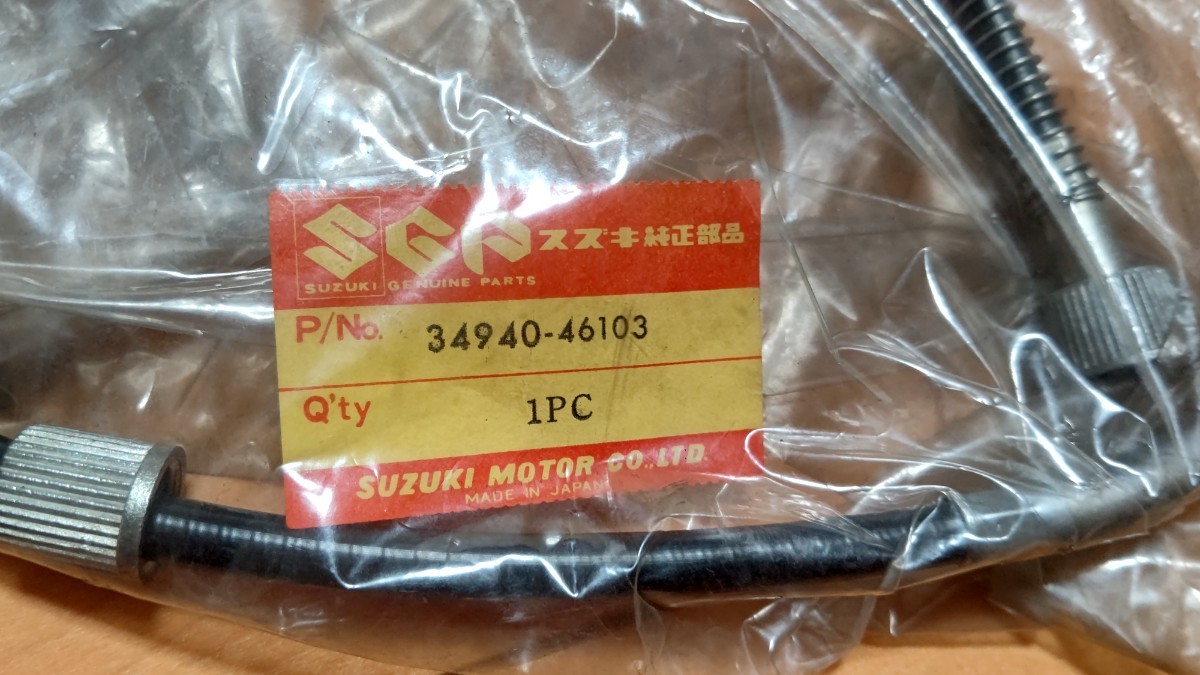 SGP スズキ純正部品
SUZUKI GENUINE PARTS
P/No. 34940-46103
Q'ty 1PC
SUZUKI MOTOR CO.,LTD.
MADE IN JAPAN